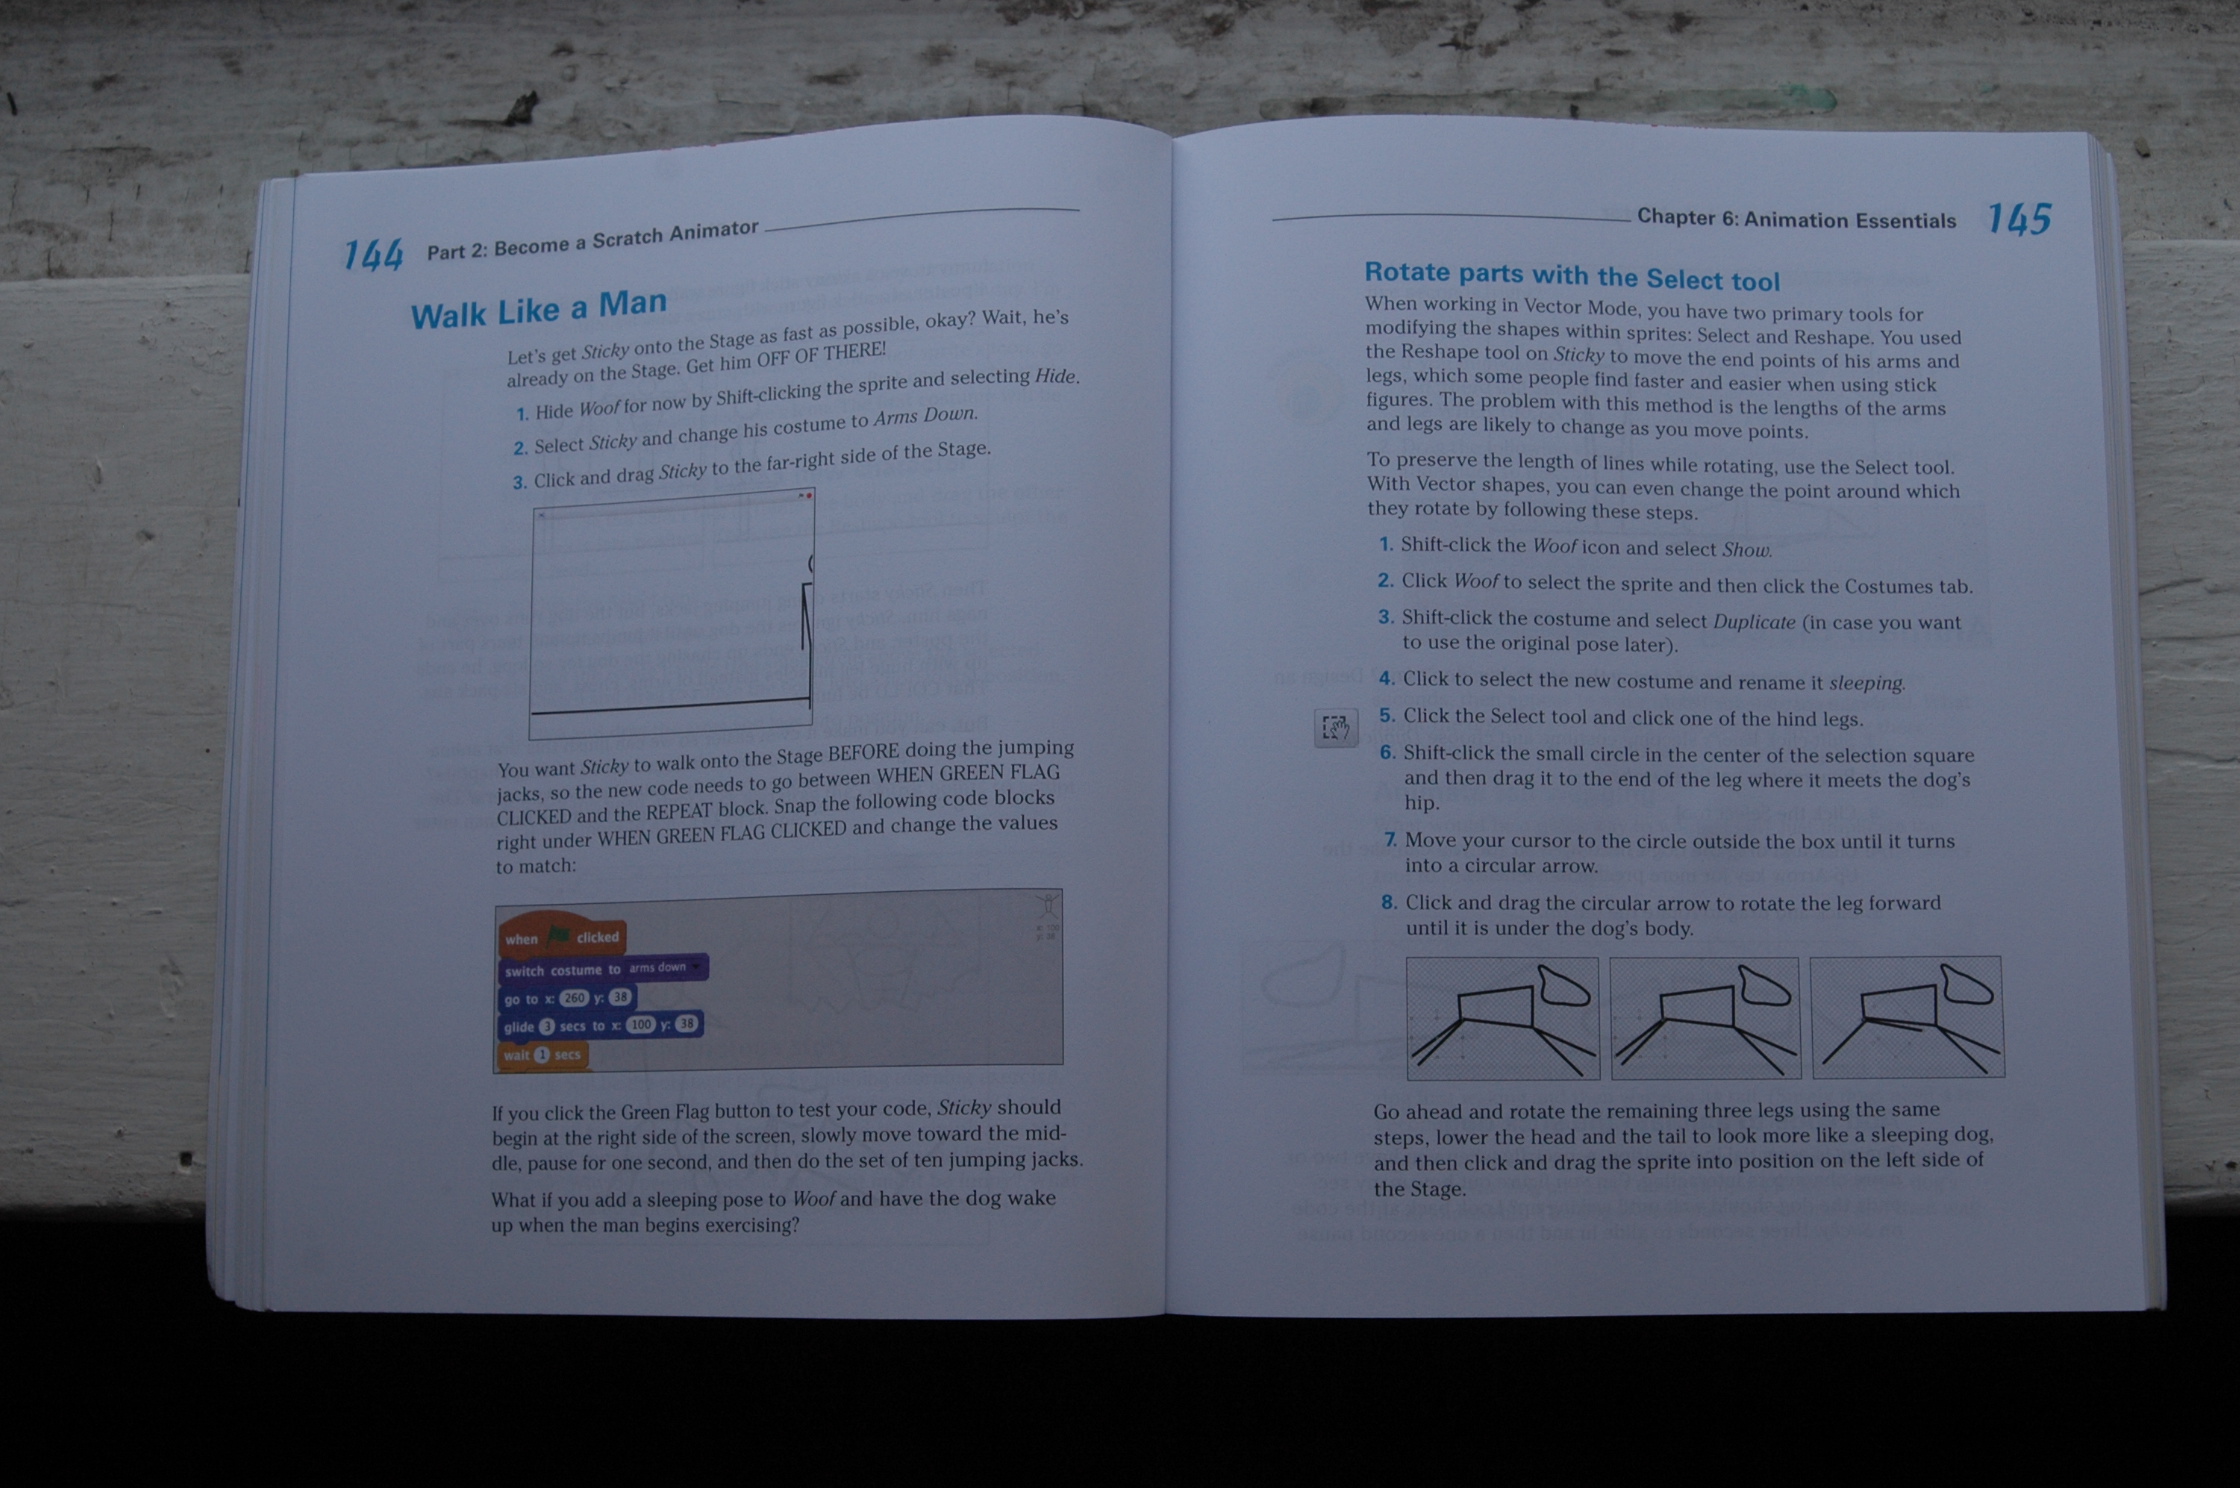 144 Part 2: Become a Scratch Animator
Walk Like a Man
Let's get Sticky onto the Stage as fast as possible, okay? Wait, he's
already on the Stage. Get him OFF OF THERE!
1. Hide Woof for now by Shift-clicking the sprite and selecting Hide.
2. Select Sticky and change his costume to Arms Down.
3. Click and drag Sticky to the far-right side of the Stage.
You want Sticky to walk onto the Stage BEFORE doing the jumping
jacks, so the new code needs to go between WHEN GREEN FLAG
CLICKED and the REPEAT block. Snap the following code blocks
right under WHEN GREEN FLAG CLICKED and change the values
to match:
when clicked
switch costume to arms down
go to x: 260 y: 38
glide 3 secs to x: 100 y: 38
wait 1 secs
x: 100
y: 38
If you click the Green Flag button to test your code, Sticky should
begin at the right side of the screen, slowly move toward the mid-
dle, pause for one second, and then do the set of ten jumping jacks.
What if you add a sleeping pose to Woof and have the dog wake
up when the man begins exercising?
Chapter 6: Animation Essentials 145
Rotate parts with the Select tool
When working in Vector Mode, you have two primary tools for
modifying the shapes within sprites: Select and Reshape. You used
the Reshape tool on Sticky to move the end points of his arms and
legs, which some people find faster and easier when using stick
figures. The problem with this method is the lengths of the arms
and legs are likely to change as you move points.
To preserve the length of lines while rotating, use the Select tool.
With Vector shapes, you can even change the point around which
they rotate by following these steps.
1. Shift-click the Woof icon and select Show.
2. Click Woof to select the sprite and then click the Costumes tab.
3. Shift-click the costume and select Duplicate (in case you want
to use the original pose later).
4. Click to select the new costume and rename it sleeping.
5. Click the Select tool and click one of the hind legs.
6. Shift-click the small circle in the center of the selection square
and then drag it to the end of the leg where it meets the dog's
hip.
7. Move your cursor to the circle outside the box until it turns
into a circular arrow.
8. Click and drag the circular arrow to rotate the leg forward
until it is under the dog's body.
Go ahead and rotate the remaining three legs using the same
steps, lower the head and the tail to look more like a sleeping dog,
and then click and drag the sprite into position on the left side of
the Stage.